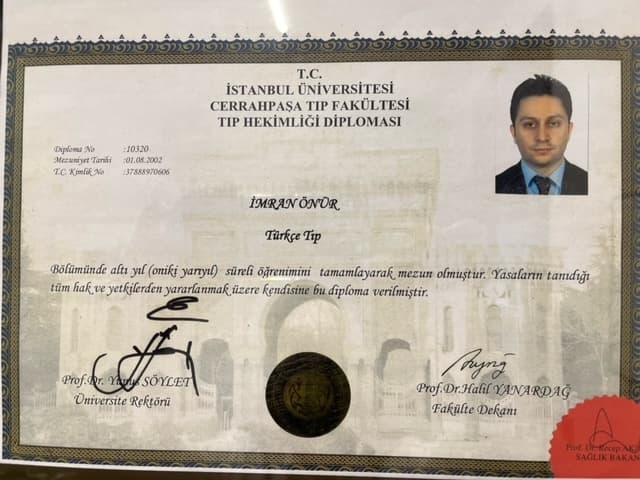 T.C.
İSTANBUL ÜNİVERSİTESİ
CERRAHPAŞA TIP FAKÜLTESİ
TIP HEKİMLİĞİ DİPLOMASI
Diploma No :10320
Mezuniyet Tarihi :01.08.2002
T.C. Kimlik No :37888970606
İMRAN ÖNÜR
Türkçe Tıp
Bölümünde altı yıl (oniki yarıyıl) süreli öğrenimini tamamlayarak mezun olmuştur. Yasaların tanıdığı
tüm hak ve yetkilerden yararlanmak üzere kendisine bu diploma verilmiştir.
Prof.Dr. Yunus SÖYLET
Üniversite Rektörü
Prof.Dr.Halil YANARDAĞ
Fakülte Dekanı
Prof. Dr. Recep
SAĞLIK BAKAN